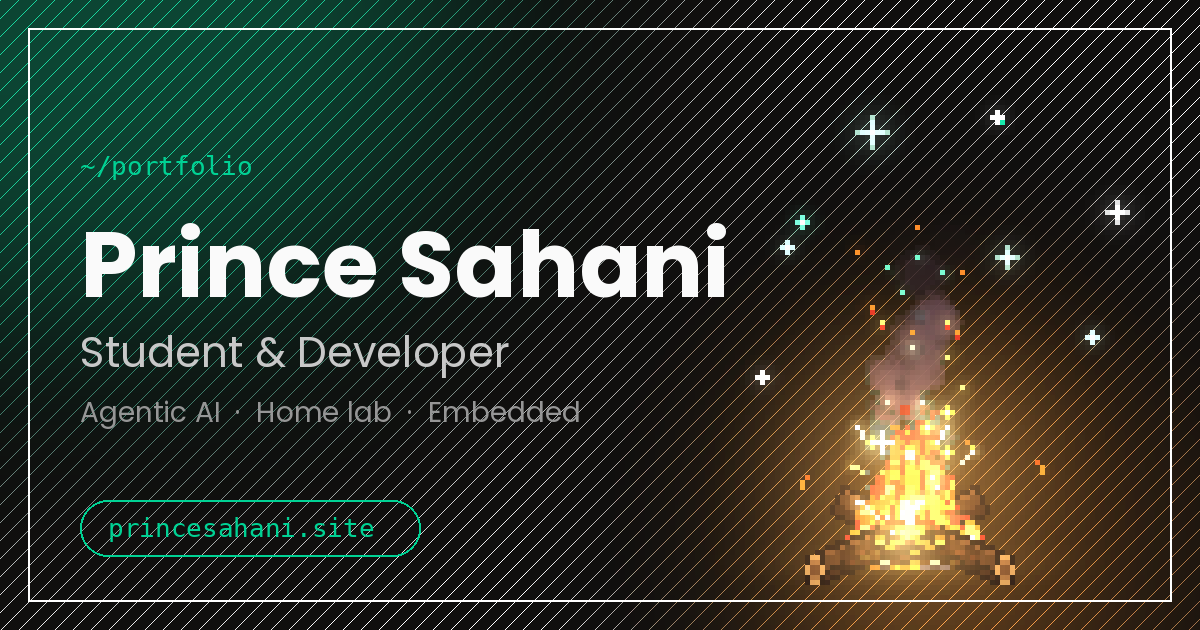 ~/portfolio
Prince Sahani
Student & Developer
Agentic AI · Home lab · Embedded
princesahani.site